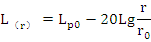 L（r）= Lp0 − 20Lg r/r0